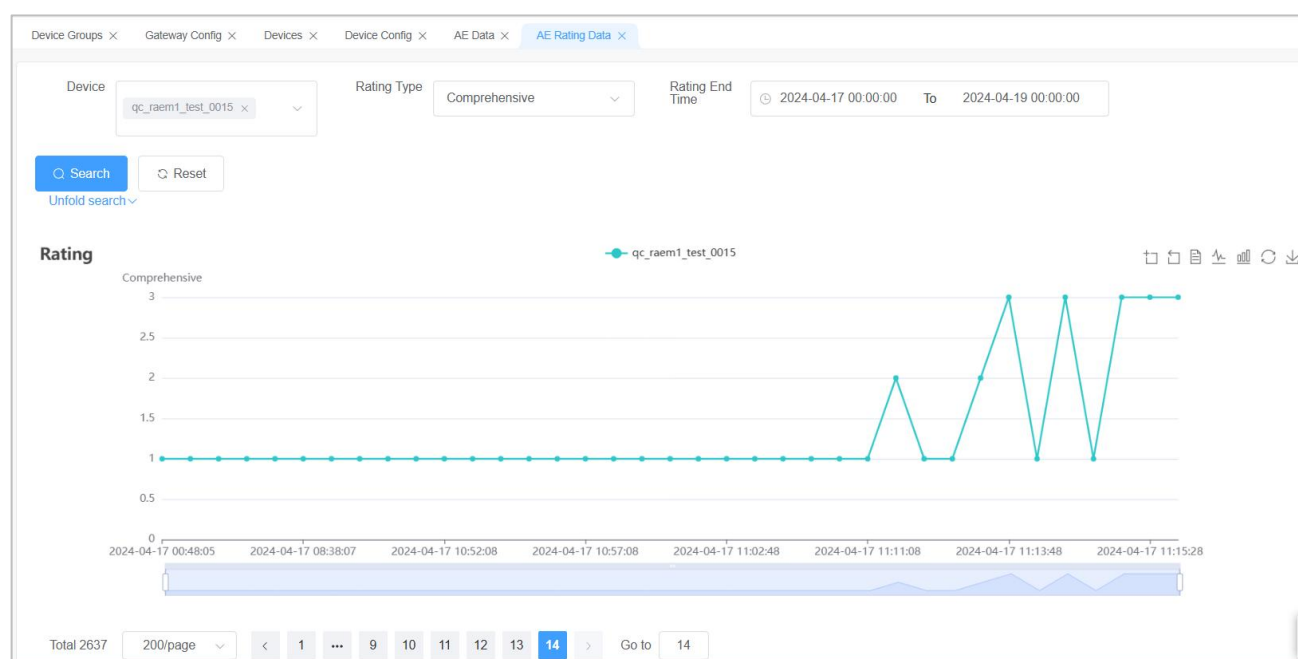 Device Groups × Gateway Config × Devices × Device Config × AE Data × AE Rating Data ×
Device qc_raem1_test_0015 × Rating Type Comprehensive Rating End Time 2024-04-17 00:00:00 To 2024-04-19 00:00:00
Search Reset
Unfold search
Rating qc_raem1_test_0015
Comprehensive
3
2.5
2
1.5
1
0.5
0
2024-04-17 00:48:05 2024-04-17 08:38:07 2024-04-17 10:52:08 2024-04-17 10:57:08 2024-04-17 11:02:48 2024-04-17 11:11:08 2024-04-17 11:13:48 2024-04-17 11:15:28
Total 2637 200/page < 1 ••• 9 10 11 12 13 14 > Go to 14